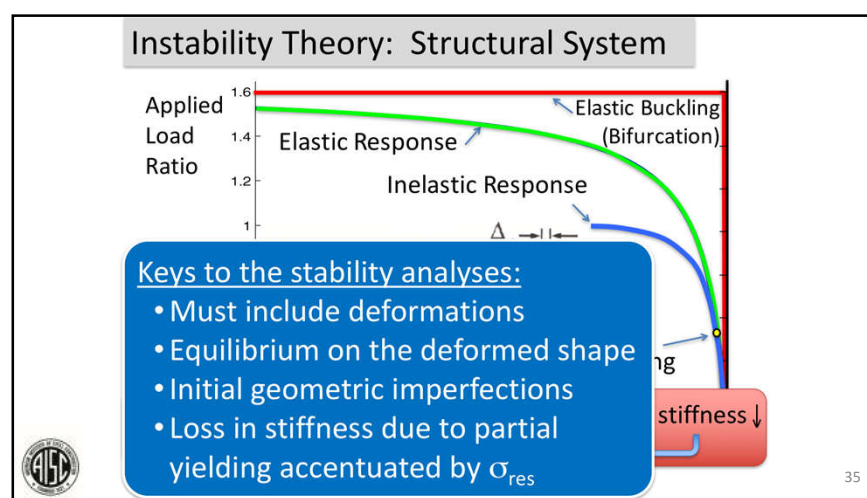 Instability Theory: Structural System
Applied
Load
Ratio
1.6
1.4
1.2
1
Elastic Buckling
(Bifurcation)
Elastic Response
Inelastic Response
Δ
Keys to the stability analyses:
• Must include deformations
• Equilibrium on the deformed shape
• Initial geometric imperfections
• Loss in stiffness due to partial
yielding accentuated by σres
ng
stiffness↓
AISC
35